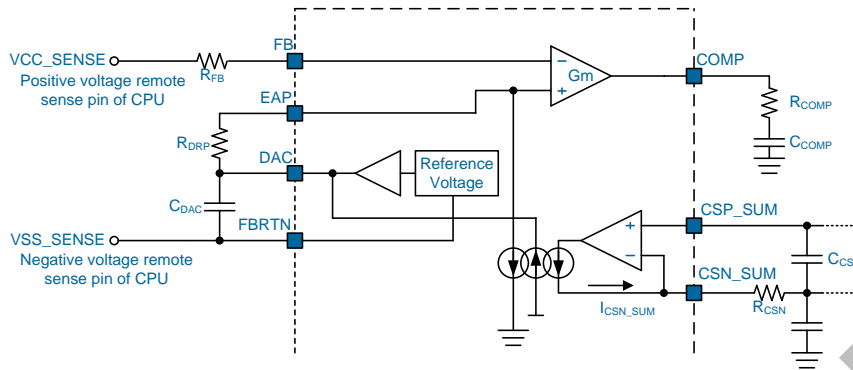 VCC_SENSE
Positive voltage remote
sense pin of CPU
RFB
FB
EAP
RDRP
DAC
CDAC
FBRTN
VSS_SENSE
Negative voltage remote
sense pin of CPU
Reference
Voltage
Gm
COMP
RCOMP
CCOMP
CSP_SUM
CCS
CSN_SUM
RCSN
ICSN_SUM